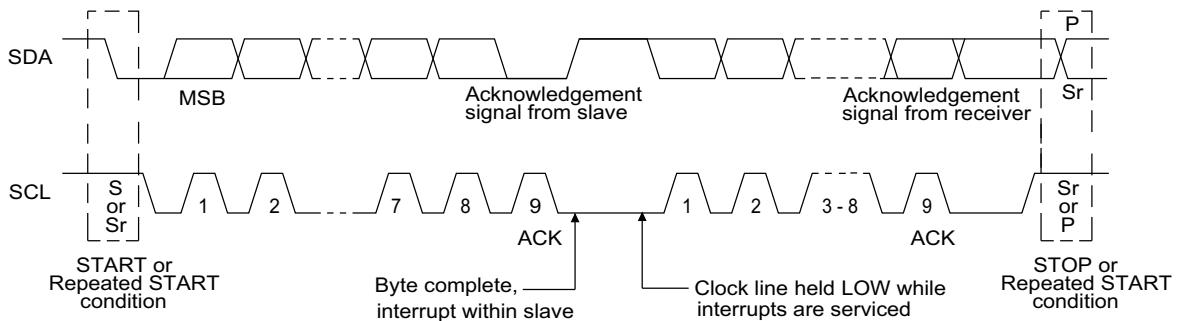 P
SDA
MSB
Acknowledgement
signal from slave
Acknowledgement
signal from receiver
Sr
SCL
S
or
Sr
1
2
7
8
9
1
2
3 - 8
9
Sr
or
P
ACK
ACK
START or
Repeated START
condition
Byte complete,
interrupt within slave
Clock line held LOW while
interrupts are serviced
STOP or
Repeated START
condition